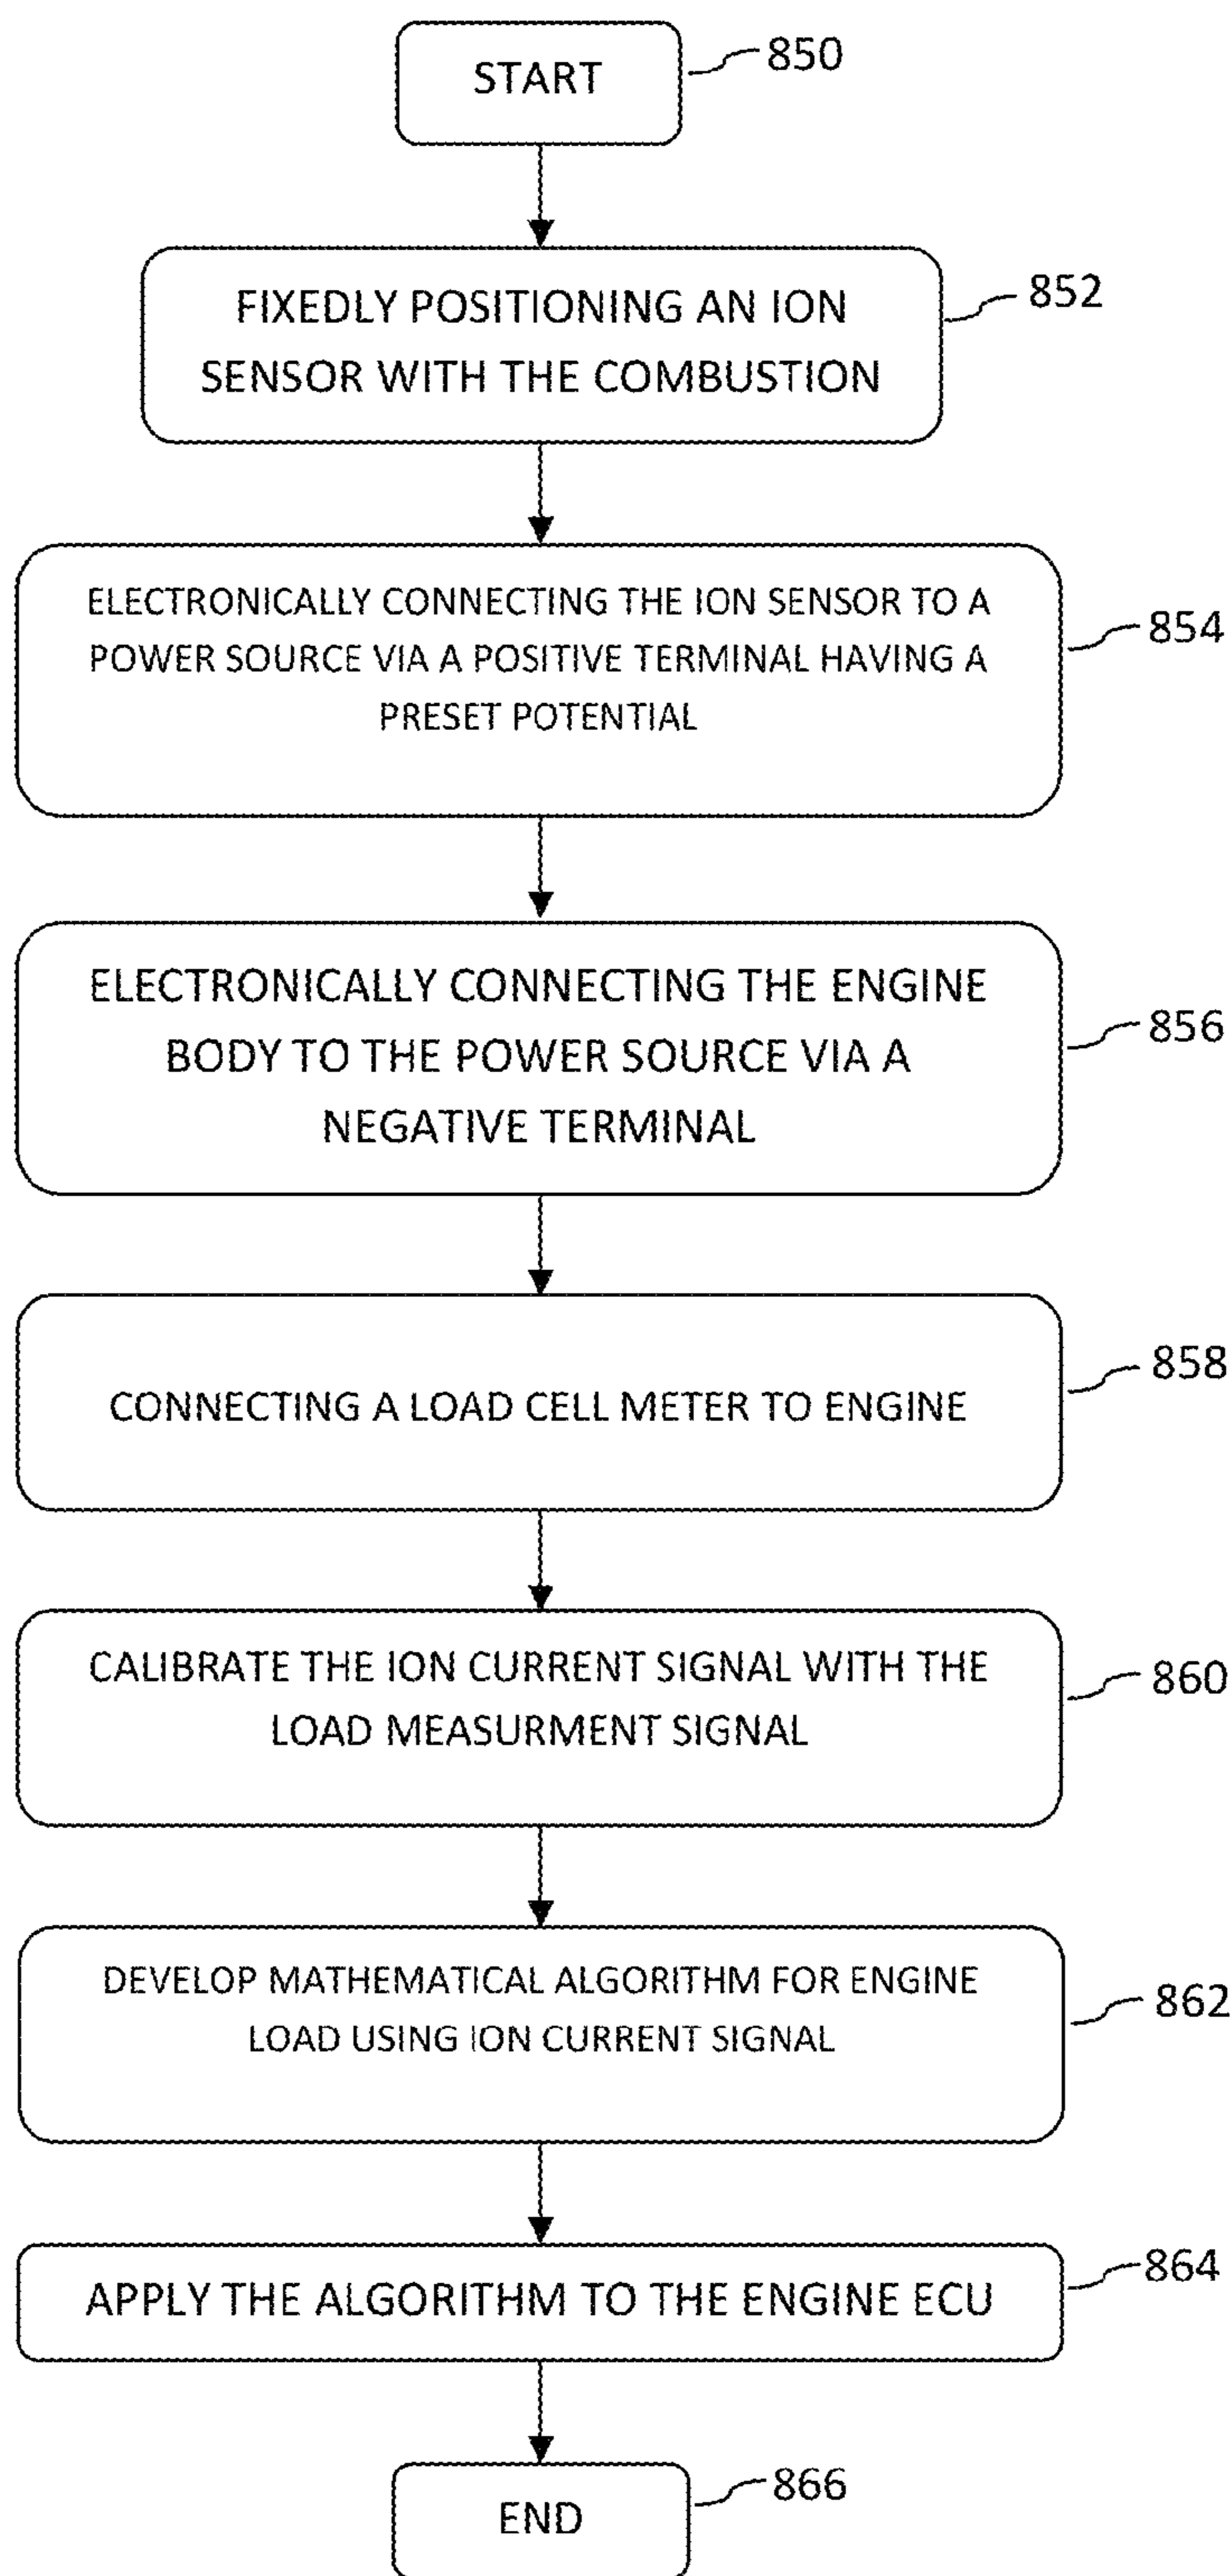 START
850
FIXEDLY POSITIONING AN ION
SENSOR WITH THE COMBUSTION
852
ELECTRONICALLY CONNECTING THE ION SENSOR TO A
POWER SOURCE VIA A POSITIVE TERMINAL HAVING A
PRESET POTENTIAL
854
ELECTRONICALLY CONNECTING THE ENGINE
BODY TO THE POWER SOURCE VIA A
NEGATIVE TERMINAL
856
CONNECTING A LOAD CELL METER TO ENGINE
858
CALIBRATE THE ION CURRENT SIGNAL WITH THE
LOAD MEASURMENT SIGNAL
860
DEVELOP MATHEMATICAL ALGORITHM FOR ENGINE
LOAD USING ION CURRENT SIGNAL
862
APPLY THE ALGORITHM TO THE ENGINE ECU
864
END
866